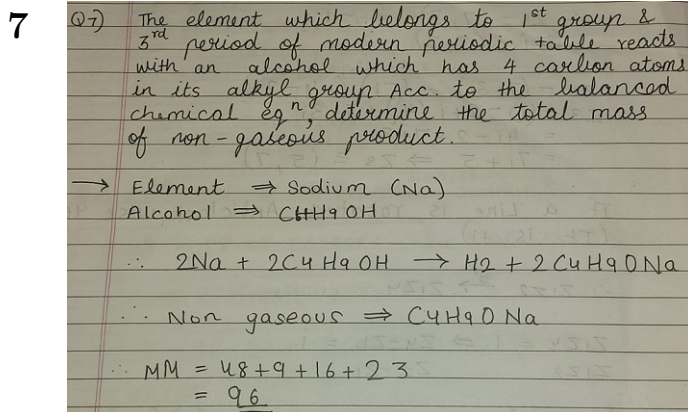 7
Q7) The element which belongs to 1st group &
3rd period of modern periodic table reacts
with an alcohol which has 4 carbon atoms
in its alkyl group Acc. to the balanced
chemical eqn, determine the total mass
of non-gaseous product.
→ Element ⇒ Sodium (Na)
Alcohol ⇒ C4H9OH
∴ 2Na + 2C4H9OH → H2 + 2C4H9ONa
∴ Non gaseous ⇒ C4H9ONa
∴ MM = 48+9+16+23
= 96